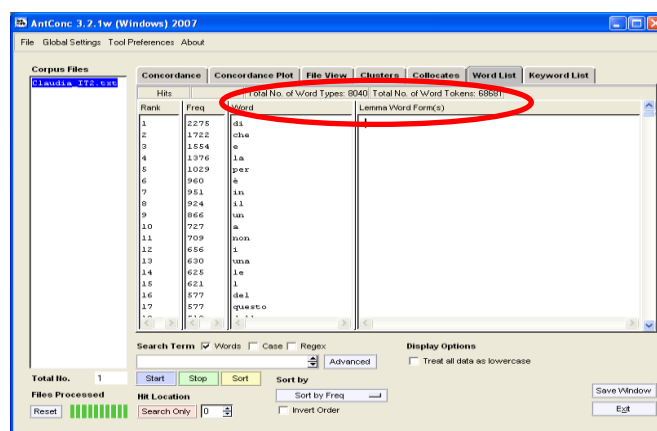 AntConc 3.2.1w (Windows) 2007
File Global Settings Tool Preferences About
Corpus Files
Claudia_IT2.txt
Concordance Concordance Plot File View Clusters Collocates Word List Keyword List
Hits Total No. of Word Types: 8040 Total No. of Word Tokens: 68681
Rank Freq Word Lemma Word Form(s)
1 2275 di
2 1722 che
3 1554 e
4 1376 la
5 1029 per
6 960 è
7 951 in
8 924 il
9 866 un
10 727 a
11 709 non
12 656 i
13 630 una
14 625 le
15 621 l
16 577 del
17 577 questo
Search Term Words Case Regex
Advanced
Display Options
Treat all data as lowercase
Total No. 1
Files Processed
Reset
Start Stop Sort
Hit Location
Search Only 0
Sort by
Sort by Freq
Invert Order
Save Window
Exit